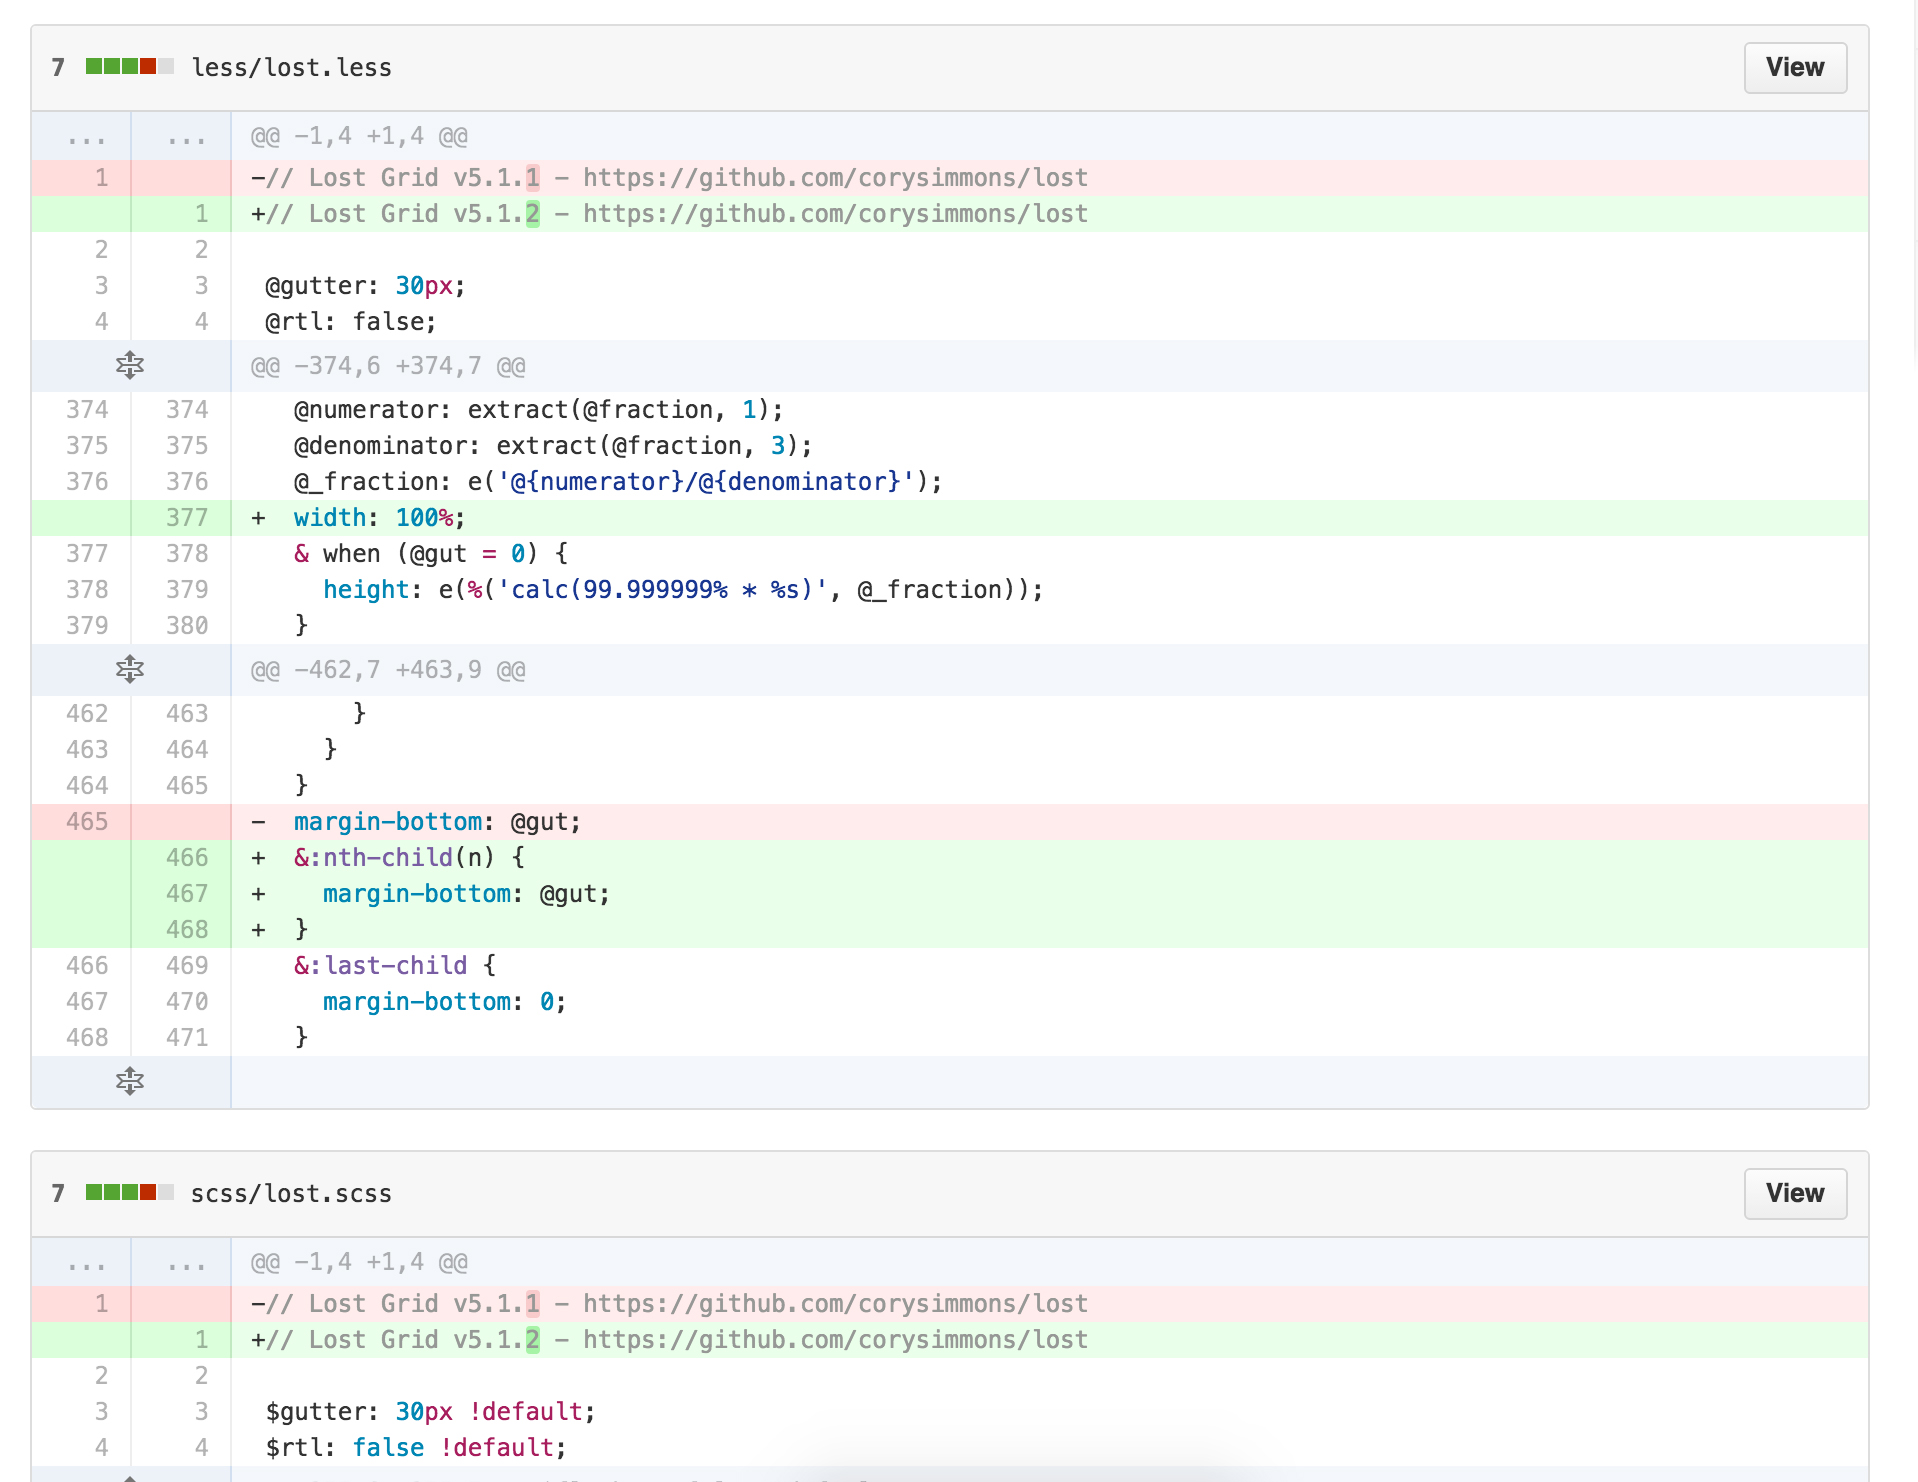 7 less/lost.less View
... ... @@ -1,4 +1,4 @@
1 -// Lost Grid v5.1.1 - https://github.com/corysimmons/lost
1 +// Lost Grid v5.1.2 - https://github.com/corysimmons/lost
2 2
3 3 @gutter: 30px;
4 4 @rtl: false;
@@ -374,6 +374,7 @@
374 374 @numerator: extract(@fraction, 1);
375 375 @denominator: extract(@fraction, 3);
376 376 @_fraction: e('@{numerator}/@{denominator}');
377 + width: 100%;
377 378 & when (@gut = 0) {
378 379 height: e(%('calc(99.999999% * %s)', @_fraction));
379 380 }
@@ -462,7 +463,9 @@
462 463 }
463 464 }
464 465 }
465 - margin-bottom: @gut;
466 + &:nth-child(n) {
467 + margin-bottom: @gut;
468 + }
466 469 &:last-child {
467 470 margin-bottom: 0;
468 471 }
7 scss/lost.scss View
... ... @@ -1,4 +1,4 @@
1 -// Lost Grid v5.1.1 - https://github.com/corysimmons/lost
1 +// Lost Grid v5.1.2 - https://github.com/corysimmons/lost
2 2
3 3 $gutter: 30px !default;
4 4 $rtl: false !default;